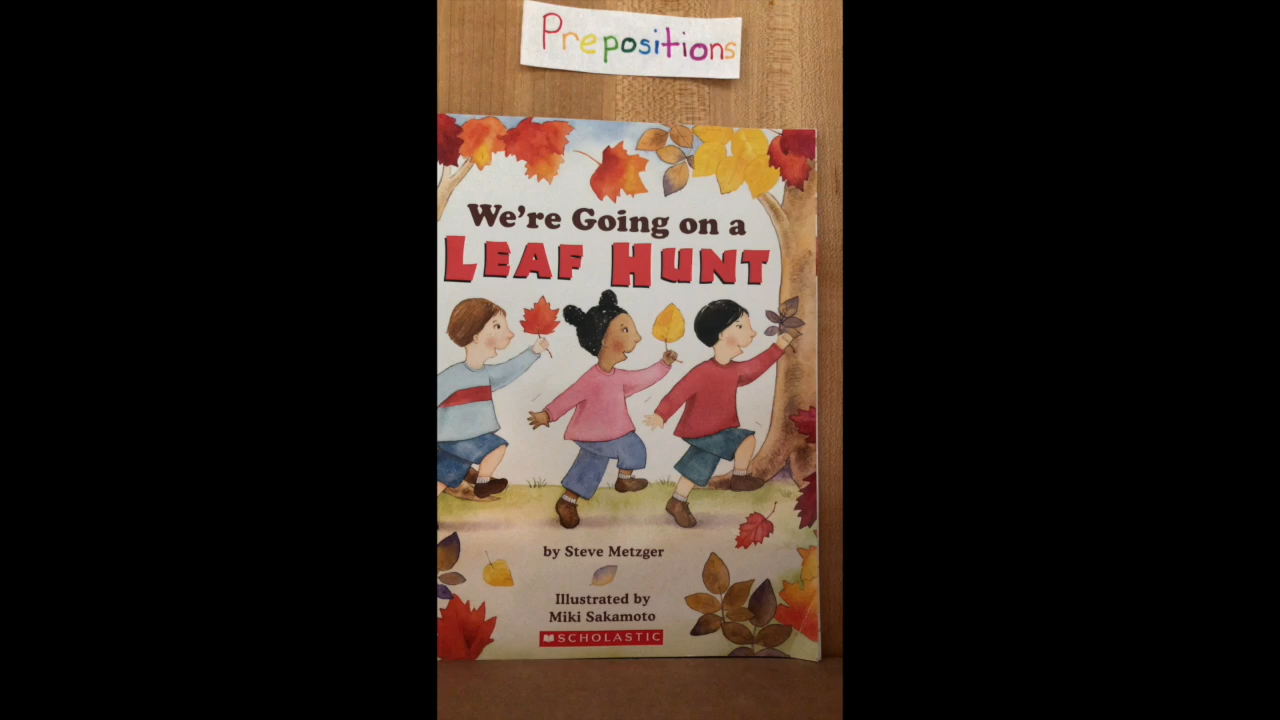 Prepositions
We're Going on a
LEAF HUNT
by Steve Metzger
Illustrated by
Miki Sakamoto
SCHOLASTIC